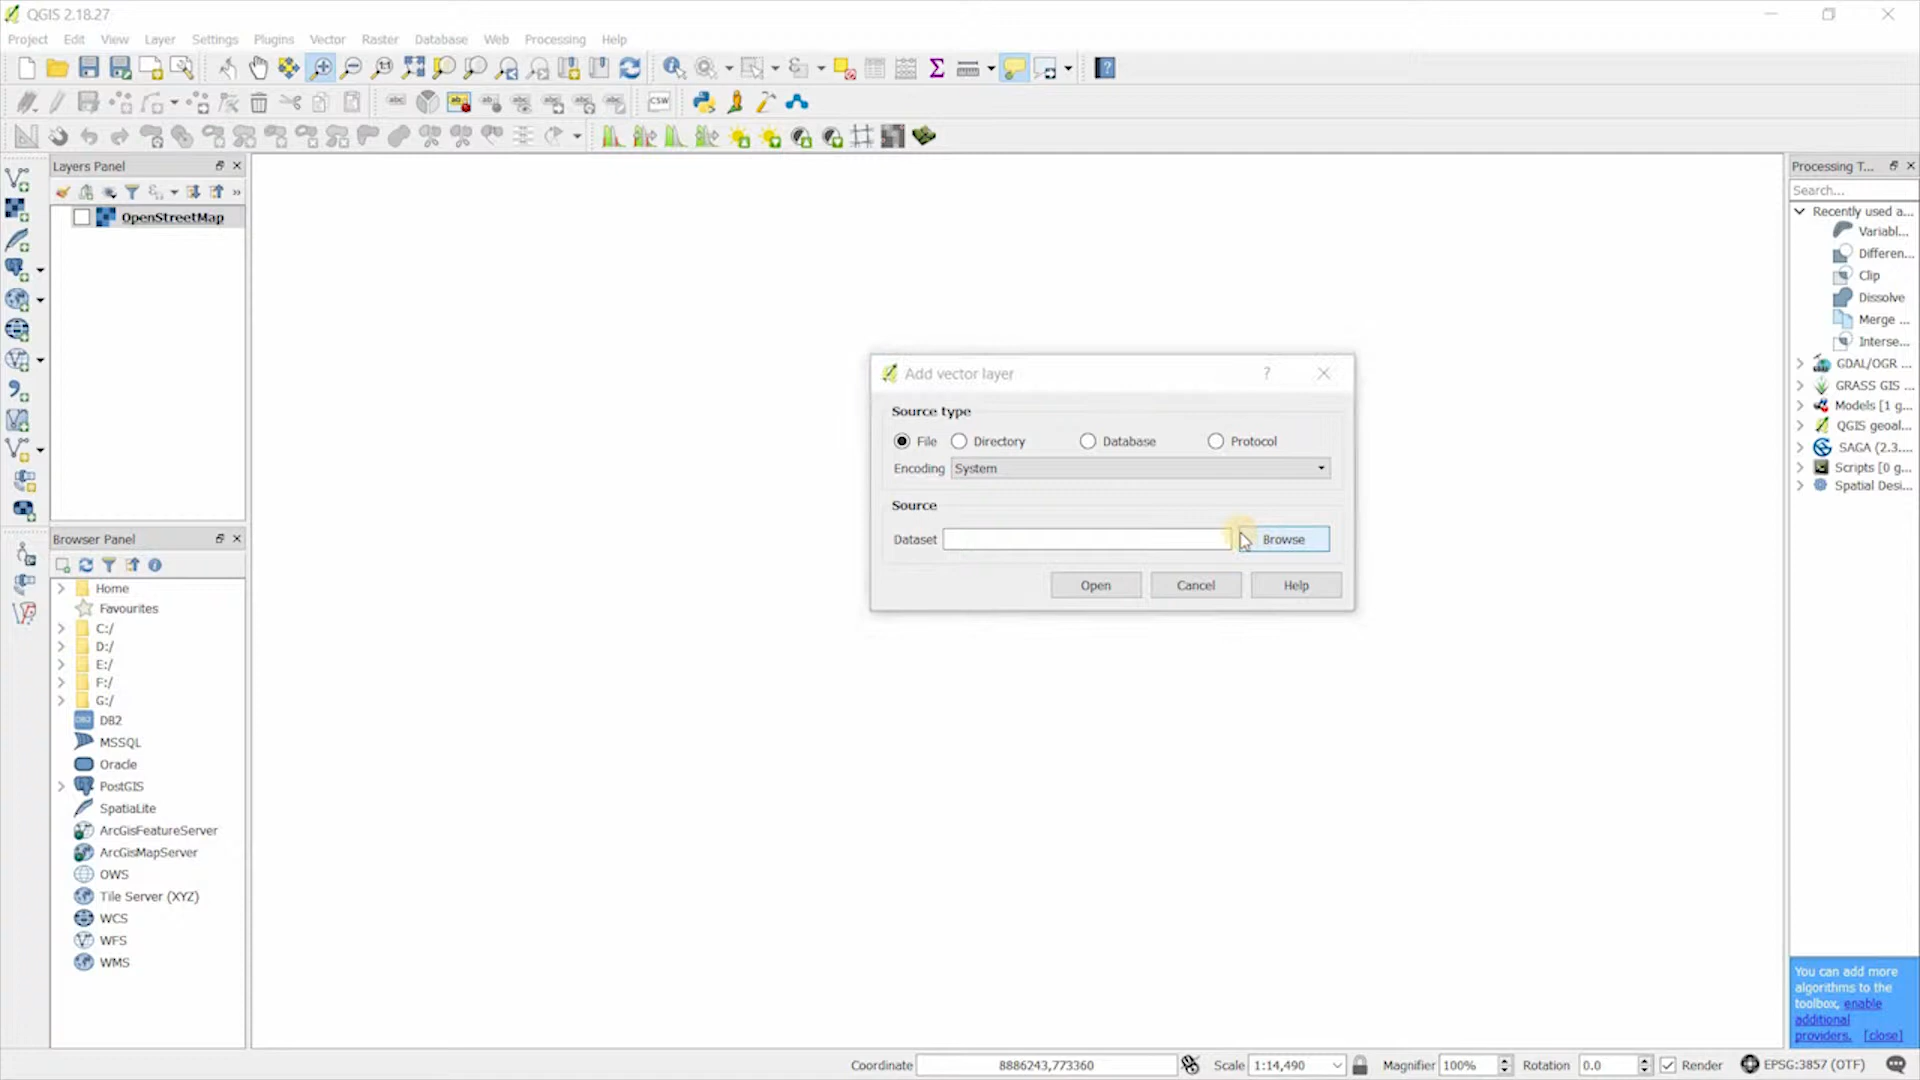 QGIS 2.18.27
Project Edit View Layer Settings Plugins Vector Raster Database Web Processing Help
CSW
Layers Panel
OpenStreetMap
Browser Panel
Home
Favourites
C:/
D:/
E:/
F:/
G:/
DB2
MSSQL
Oracle
PostGIS
SpatiaLite
ArcGisFeatureServer
ArcGisMapServer
OWS
Tile Server (XYZ)
WCS
WFS
WMS
Add vector layer
Source type
File Directory Database Protocol
Encoding System
Source
Dataset Browse
Open Cancel Help
Processing T...
Search...
Recently used a...
Variabl...
Differen...
Clip
Dissolve
Merge ...
Interse...
GDAL/OGR ...
GRASS GIS ...
Models [1 g...
QGIS geoal...
SAGA (2.3....
Scripts [0 g...
Spatial Desi...
You can add more
algorithms to the
toolbox, enable
additional
providers. [close]
Coordinate 8886243,773360 Scale 1:14,490 Magnifier 100% Rotation 0.0 Render EPSG:3857 (OTF)